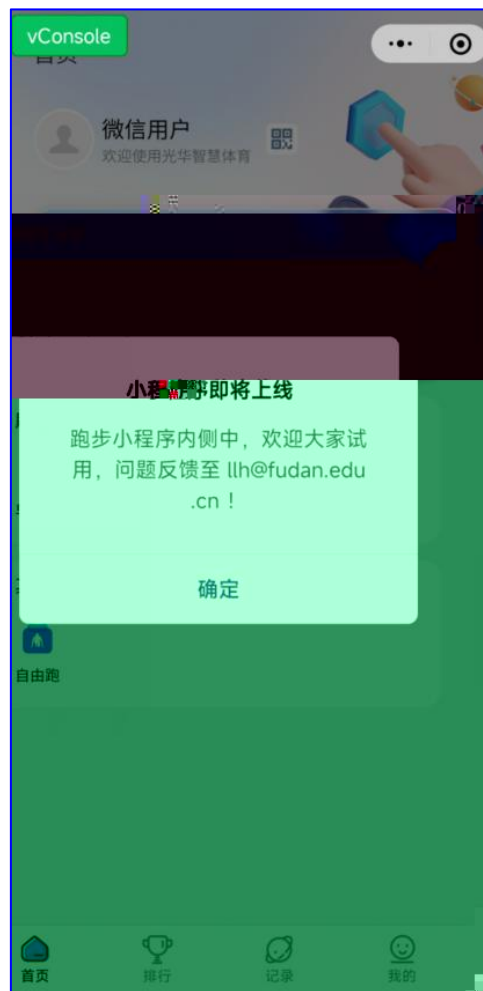 vConsole
首页
微信用户
欢迎使用光华智慧体育
小程序即将上线
跑步小程序内侧中，欢迎大家试
用，问题反馈至 llh@fudan.edu
.cn！
确定
自由跑
首页
排行
记录
我的